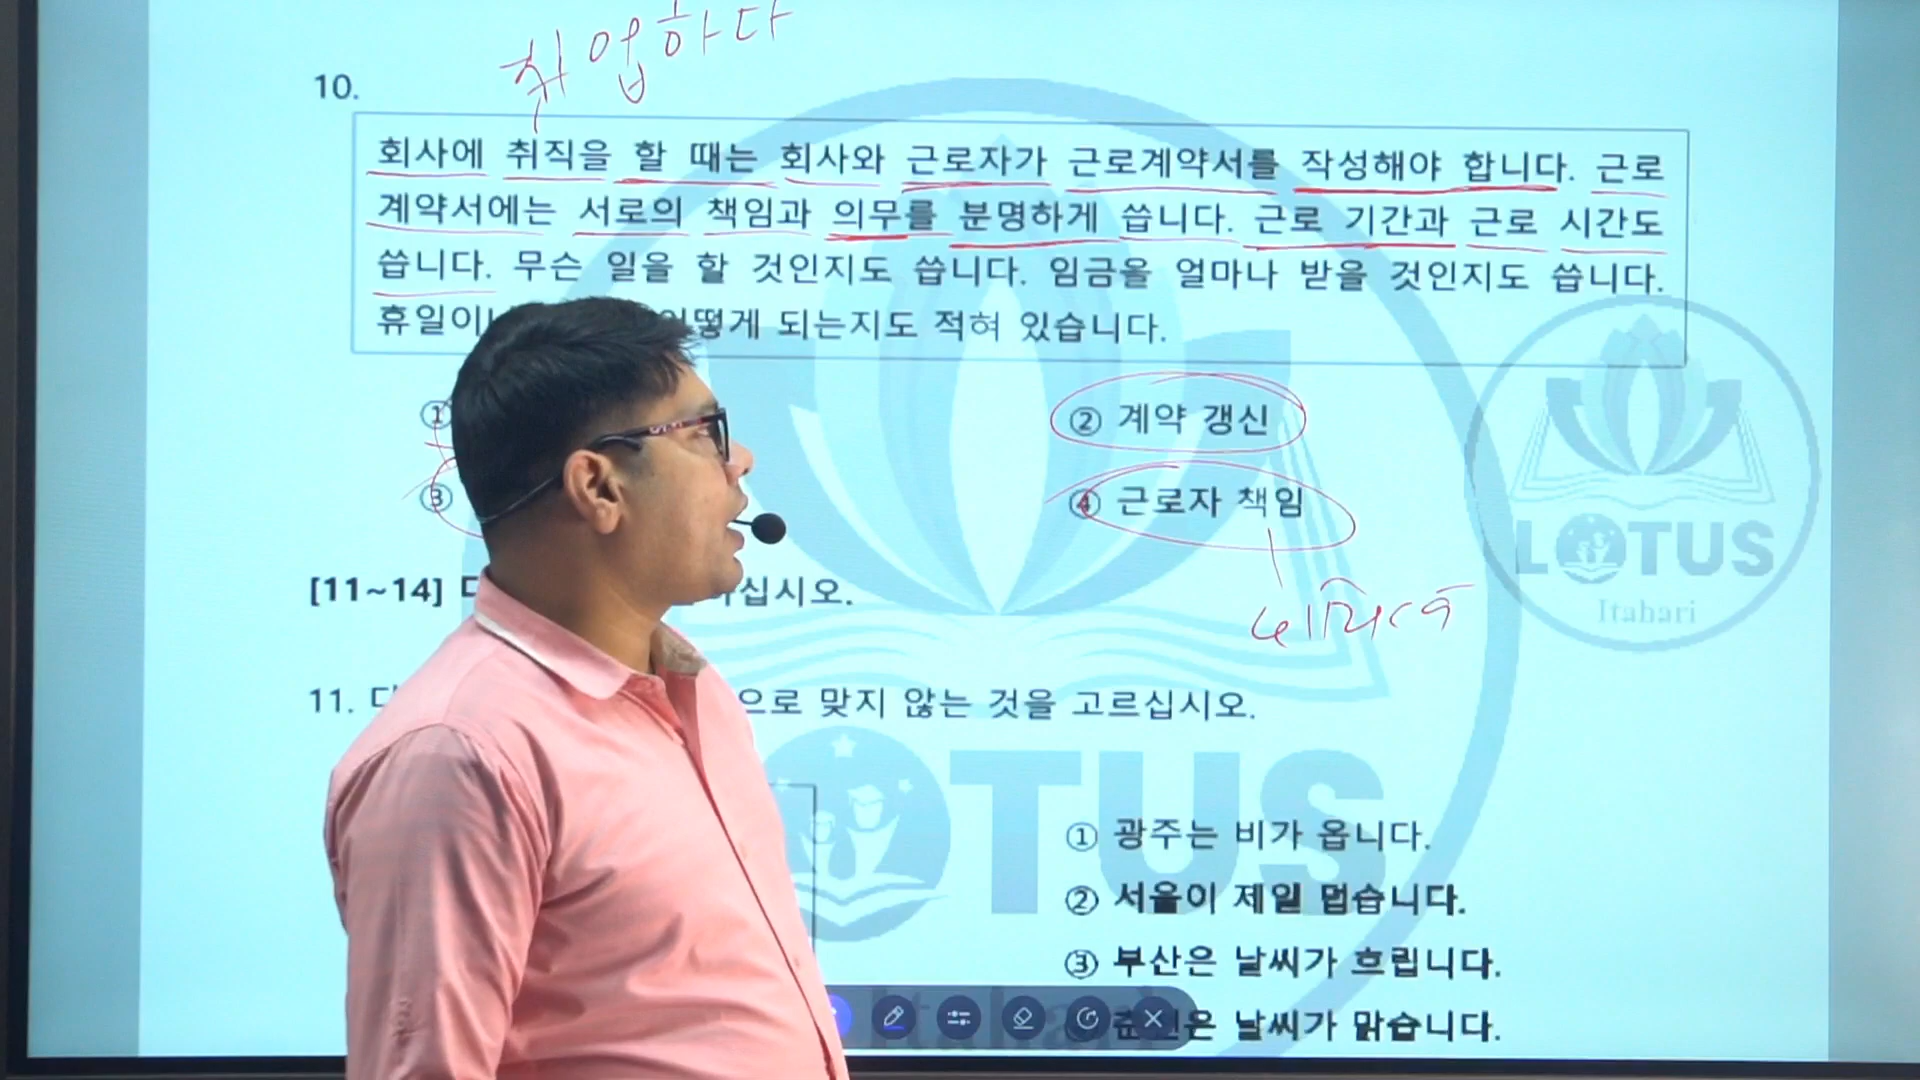 취업하다
10.
회사에 취직을 할 때는 회사와 근로자가 근로계약서를 작성해야 합니다. 근로
계약서에는 서로의 책임과 의무를 분명하게 씁니다. 근로 기간과 근로 시간도
씁니다. 무슨 일을 할 것인지도 씁니다. 임금을 얼마나 받을 것인지도 씁니다.
휴일이 되는지도 적혀 있습니다.
①
② 계약 갱신
③
④ 근로자 책임
[11~14] 십시오.
11. 으로 맞지 않는 것을 고르십시오.
① 광주는 비가 옵니다.
② 서울이 제일 덥습니다.
③ 부산은 날씨가 흐립니다.
날씨가 맑습니다.
LOTUS
Itahari
LOTUS